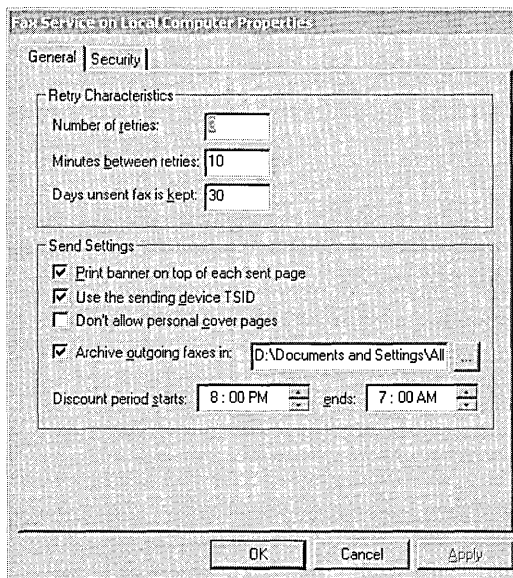 Fax Service on Local Computer Properties
General Security
Retry Characteristics
Number of retries:
Minutes between retries: 10
Days unsent fax is kept: 30
Send Settings
Print banner on top of each sent page
Use the sending device TSID
Don't allow personal cover pages
Archive outgoing faxes in: D:\Documents and Settings\All ...
Discount period starts: 8 : 00 PM ends: 7 : 00 AM
OK Cancel Apply